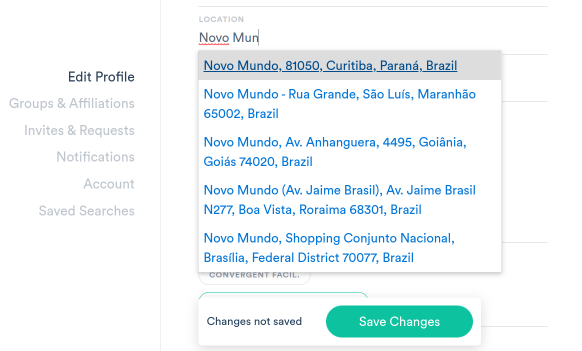 LOCATION
Novo Mun
Novo Mundo, 81050, Curitiba, Paraná, Brazil
Novo Mundo - Rua Grande, São Luís, Maranhão
65002, Brazil
Novo Mundo, Av. Anhanguera, 4495, Goiânia,
Goiás 74020, Brazil
Novo Mundo (Av. Jaime Brasil), Av. Jaime Brasil
N277, Boa Vista, Roraima 68301, Brazil
Novo Mundo, Shopping Conjunto Nacional,
Brasília, Federal District 70077, Brazil
Edit Profile
Groups & Affiliations
Invites & Requests
Notifications
Account
Saved Searches
CONVERGENT FACIL.
Changes not saved
Save Changes